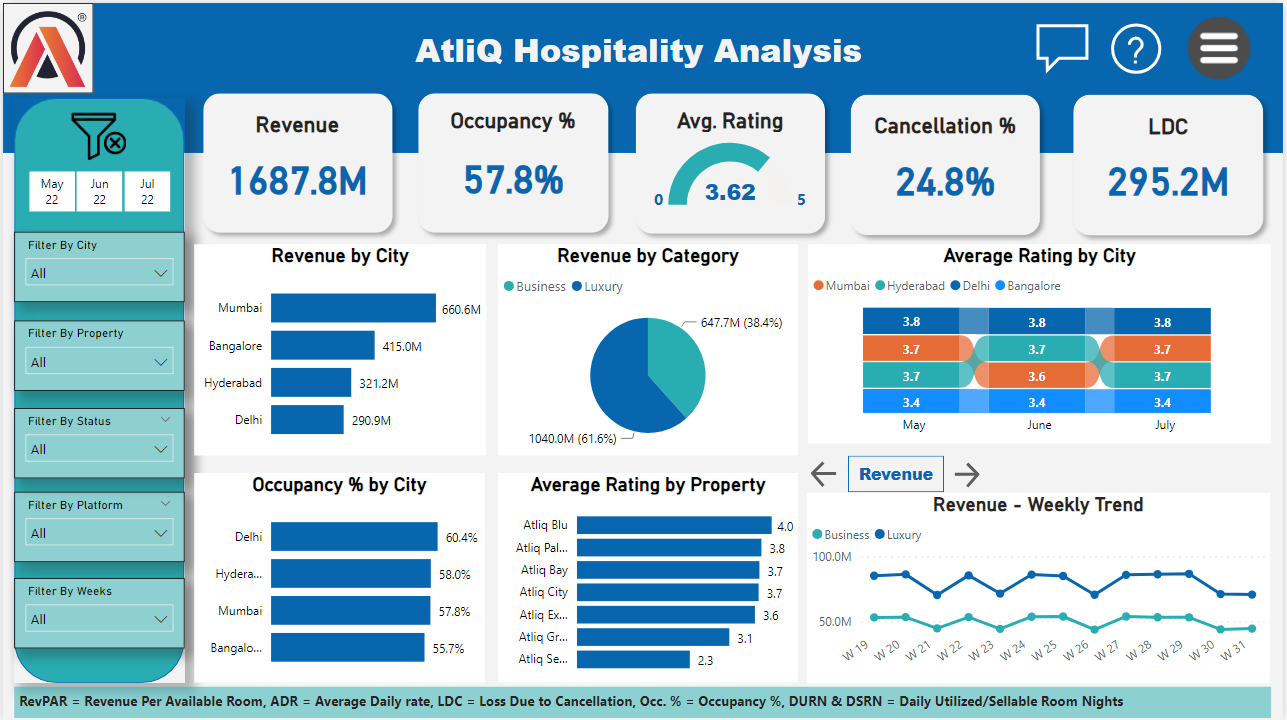 ®
AtliQ Hospitality Analysis
?
May 22
Jun 22
Jul 22
Filter By City
All
Filter By Property
All
Filter By Status
All
Filter By Platform
All
Filter By Weeks
All
Revenue
1687.8M
Occupancy %
57.8%
Avg. Rating
0
3.62
5
Cancellation %
24.8%
LDC
295.2M
Revenue by City
Mumbai 660.6M
Bangalore 415.0M
Hyderabad 321.2M
Delhi 290.9M
Revenue by Category
Business Luxury
647.7M (38.4%)
1040.0M (61.6%)
Average Rating by City
Mumbai Hyderabad Delhi Bangalore
3.8 3.8 3.8
3.7 3.7 3.7
3.7 3.6 3.7
3.4 3.4 3.4
May June July
Occupancy % by City
Delhi 60.4%
Hydera... 58.0%
Mumbai 57.8%
Bangalo... 55.7%
Average Rating by Property
Atliq Blu 4.0
Atliq Pal... 3.8
Atliq Bay 3.7
Atliq City 3.7
Atliq Ex... 3.6
Atliq Gr... 3.1
Atliq Se... 2.3
Revenue
Revenue - Weekly Trend
Business Luxury
100.0M
50.0M
W 19 W 20 W 21 W 22 W 23 W 24 W 25 W 26 W 27 W 28 W 29 W 30 W 31
RevPAR = Revenue Per Available Room, ADR = Average Daily rate, LDC = Loss Due to Cancellation, Occ. % = Occupancy %, DURN & DSRN = Daily Utilized/Sellable Room Nights